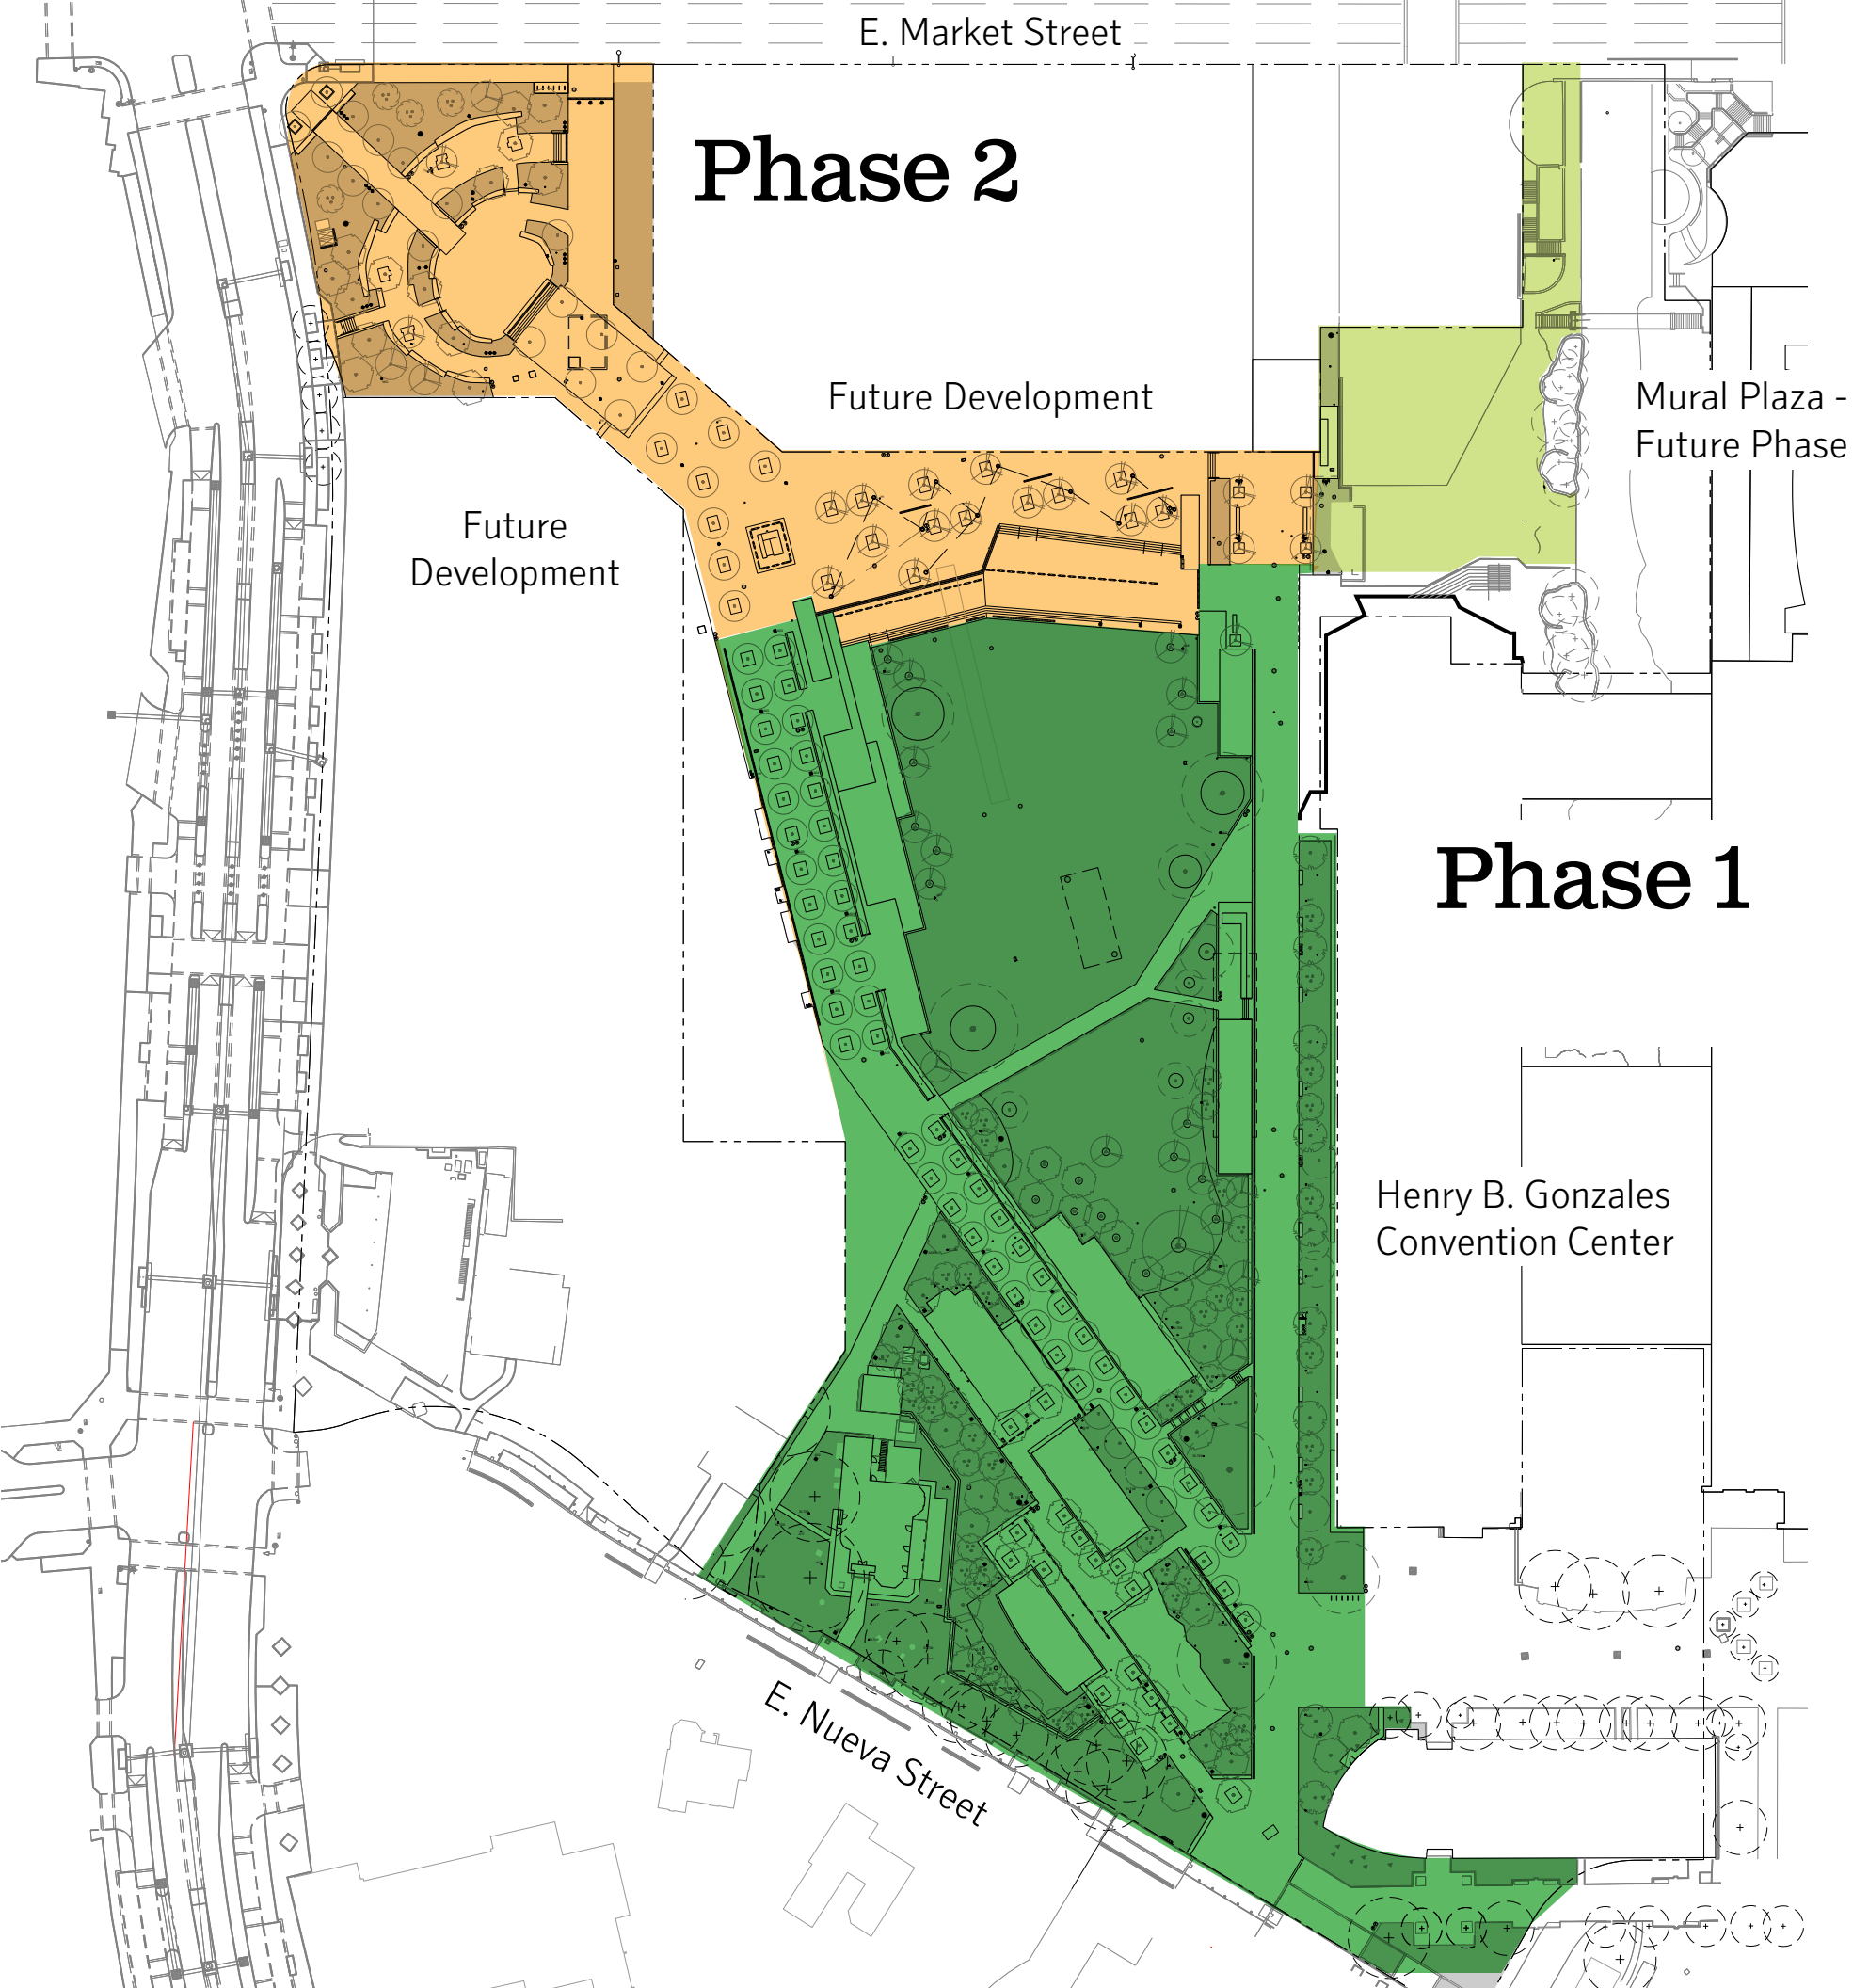 E. Market Street
Phase 2
Future Development
Mural Plaza -
Future Phase
Future
Development
Phase 1
Henry B. Gonzales
Convention Center
E. Nueva Street